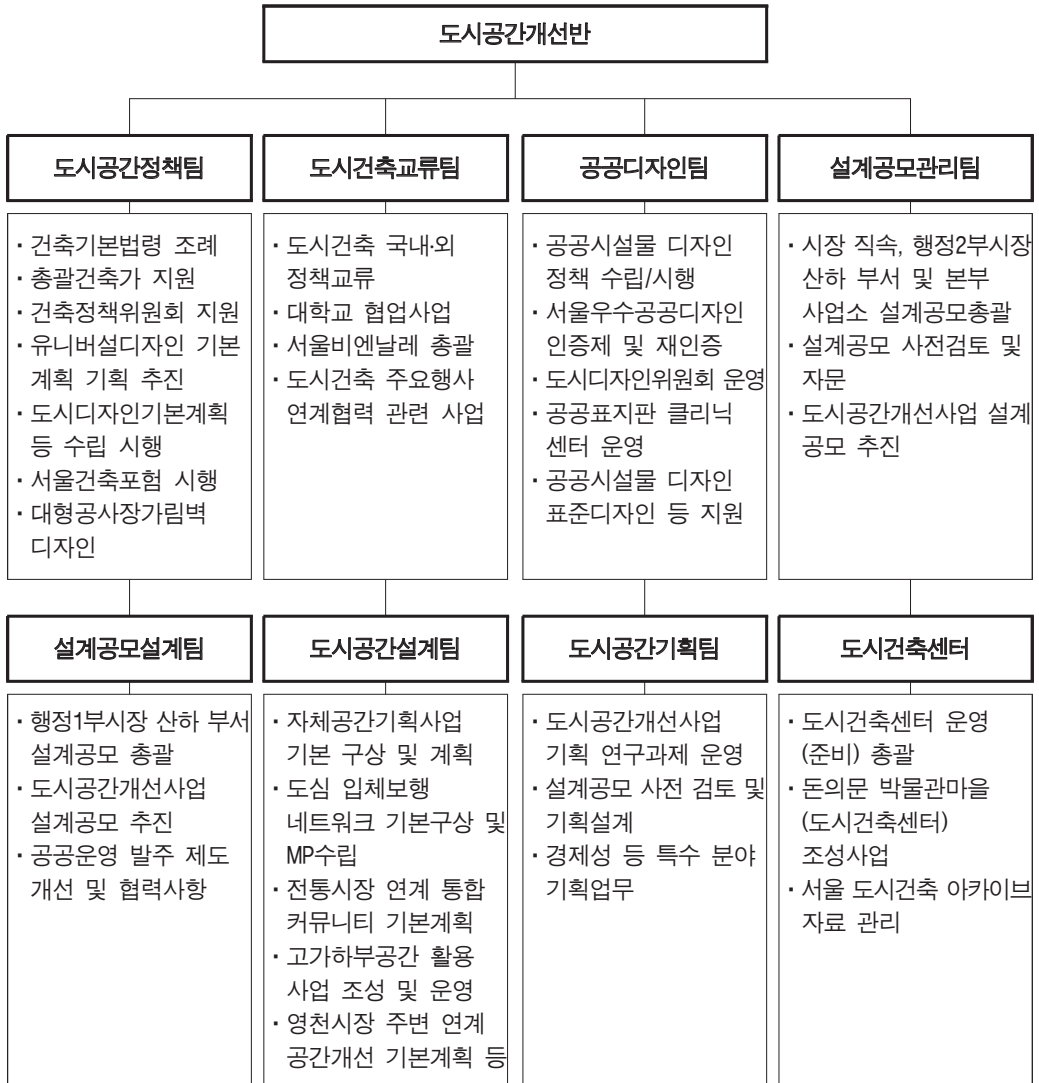 도시공간개선반
도시공간정책팀
· 건축기본법령 조례
· 총괄건축가 지원
· 건축정책위원회 지원
· 유니버설디자인 기본
계획 기획 추진
· 도시디자인기본계획
등 수립 시행
· 서울건축포험 시행
· 대형공사장가림벽
디자인
도시건축교류팀
· 도시건축 국내·외
정책교류
· 대학교 협업사업
· 서울비엔날레 총괄
· 도시건축 주요행사
연계협력 관련 사업
공공디자인팀
· 공공시설물 디자인
정책 수립/시행
· 서울우수공공디자인
인증제 및 재인증
· 도시디자인위원회 운영
· 공공표지판 클리닉
센터 운영
· 공공시설물 디자인
표준디자인 등 지원
설계공모관리팀
· 시장 직속, 행정2부시장
산하 부서 및 본부
사업소 설계공모총괄
· 설계공모 사전검토 및
자문
· 도시공간개선사업 설계
공모 추진
설계공모설계팀
· 행정1부시장 산하 부서
설계공모 총괄
· 도시공간개선사업
설계공모 추진
· 공공운영 발주 제도
개선 및 협력사항
도시공간설계팀
· 자체공간기획사업
기본 구상 및 계획
· 도심 입체보행
네트워크 기본구상 및
MP수립
· 전통시장 연계 통합
커뮤니티 기본계획
· 고가하부공간 활용
사업 조성 및 운영
· 영천시장 주변 연계
공간개선 기본계획 등
도시공간기획팀
· 도시공간개선사업
기획 연구과제 운영
· 설계공모 사전 검토 및
기획설계
· 경제성 등 특수 분야
기획업무
도시건축센터
· 도시건축센터 운영
(준비) 총괄
· 돈의문 박물관마을
(도시건축센터)
조성사업
· 서울 도시건축 아카이브
자료 관리